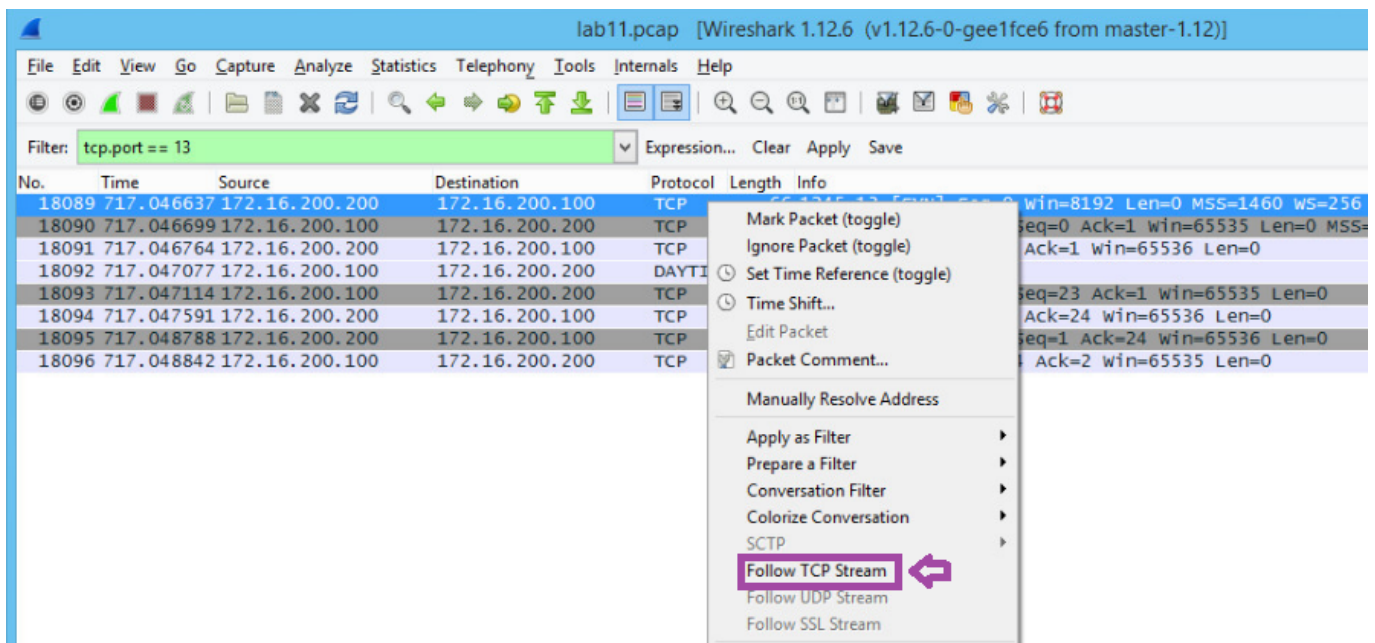 lab11.pcap [Wireshark 1.12.6 (v1.12.6-0-gee1fce6 from master-1.12)]
File Edit View Go Capture Analyze Statistics Telephony Tools Internals Help
Filter: tcp.port == 13 Expression... Clear Apply Save
No. Time Source Destination Protocol Length Info
18089 717.046637 172.16.200.200 172.16.200.100 TCP Win=8192 Len=0 MSS=1460 WS=256
18090 717.046699 172.16.200.100 172.16.200.200 TCP Seq=0 Ack=1 Win=65535 Len=0 MSS=
18091 717.046764 172.16.200.200 172.16.200.100 TCP Ack=1 Win=65536 Len=0
18092 717.047077 172.16.200.100 172.16.200.200 DAYTI
18093 717.047114 172.16.200.100 172.16.200.200 TCP Seq=23 Ack=1 Win=65535 Len=0
18094 717.047591 172.16.200.200 172.16.200.100 TCP Ack=24 Win=65536 Len=0
18095 717.048788 172.16.200.200 172.16.200.100 TCP Seq=1 Ack=24 Win=65536 Len=0
18096 717.048842 172.16.200.100 172.16.200.200 TCP Ack=2 Win=65535 Len=0
Mark Packet (toggle)
Ignore Packet (toggle)
Set Time Reference (toggle)
Time Shift...
Edit Packet
Packet Comment...
Manually Resolve Address
Apply as Filter
Prepare a Filter
Conversation Filter
Colorize Conversation
SCTP
Follow TCP Stream
Follow UDP Stream
Follow SSL Stream